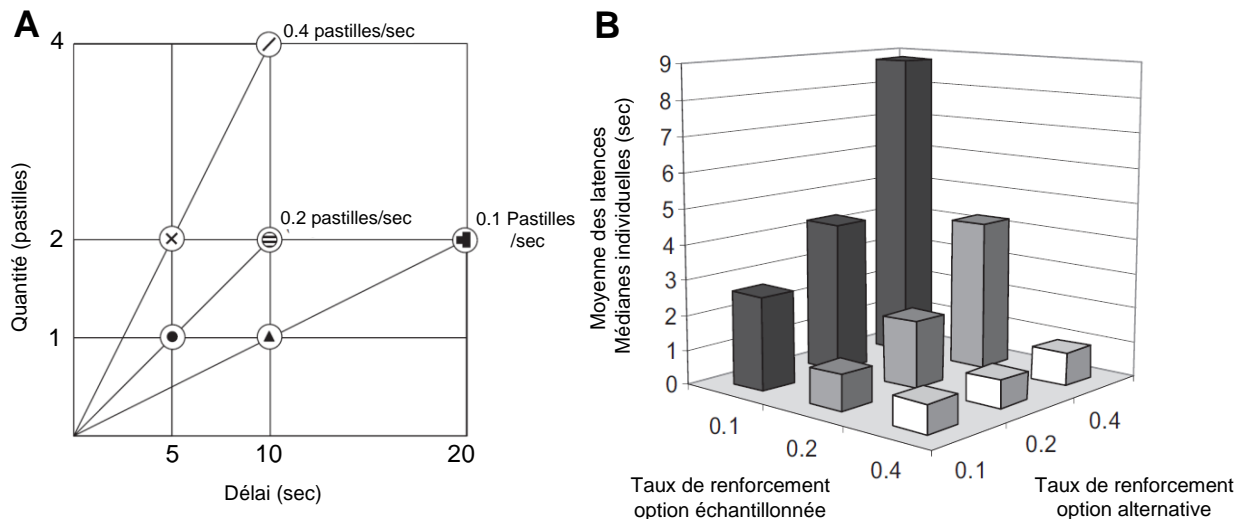 A
0.4 pastilles/sec
4
0.2 pastilles/sec
0.1 Pastilles
/sec
2
1
Quantité (pastilles)
5
10
20
Délai (sec)
B
9
8
7
6
5
4
3
2
1
0
Moyenne des latences
Médianes individuelles (sec)
0.1
0.2
0.4
0.1
0.2
0.4
Taux de renforcement
option échantillonnée
Taux de renforcement
option alternative